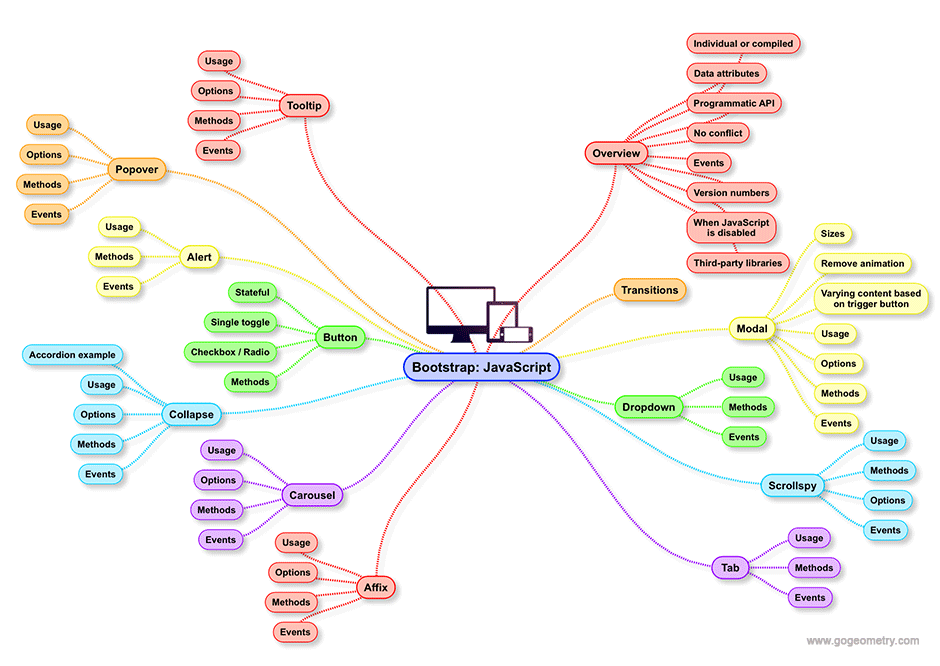 Bootstrap: JavaScript
Overview
Individual or compiled
Data attributes
Programmatic API
No conflict
Events
Version numbers
When JavaScript
is disabled
Third-party libraries
Transitions
Modal
Sizes
Remove animation
Varying content based
on trigger button
Usage
Options
Methods
Events
Dropdown
Usage
Methods
Events
Scrollspy
Usage
Methods
Options
Events
Tab
Usage
Methods
Events
Affix
Usage
Options
Methods
Events
Carousel
Usage
Options
Methods
Events
Collapse
Accordion example
Usage
Options
Methods
Events
Button
Stateful
Single toggle
Checkbox / Radio
Methods
Alert
Usage
Methods
Events
Popover
Usage
Options
Methods
Events
Tooltip
Usage
Options
Methods
Events
www.gogeometry.com